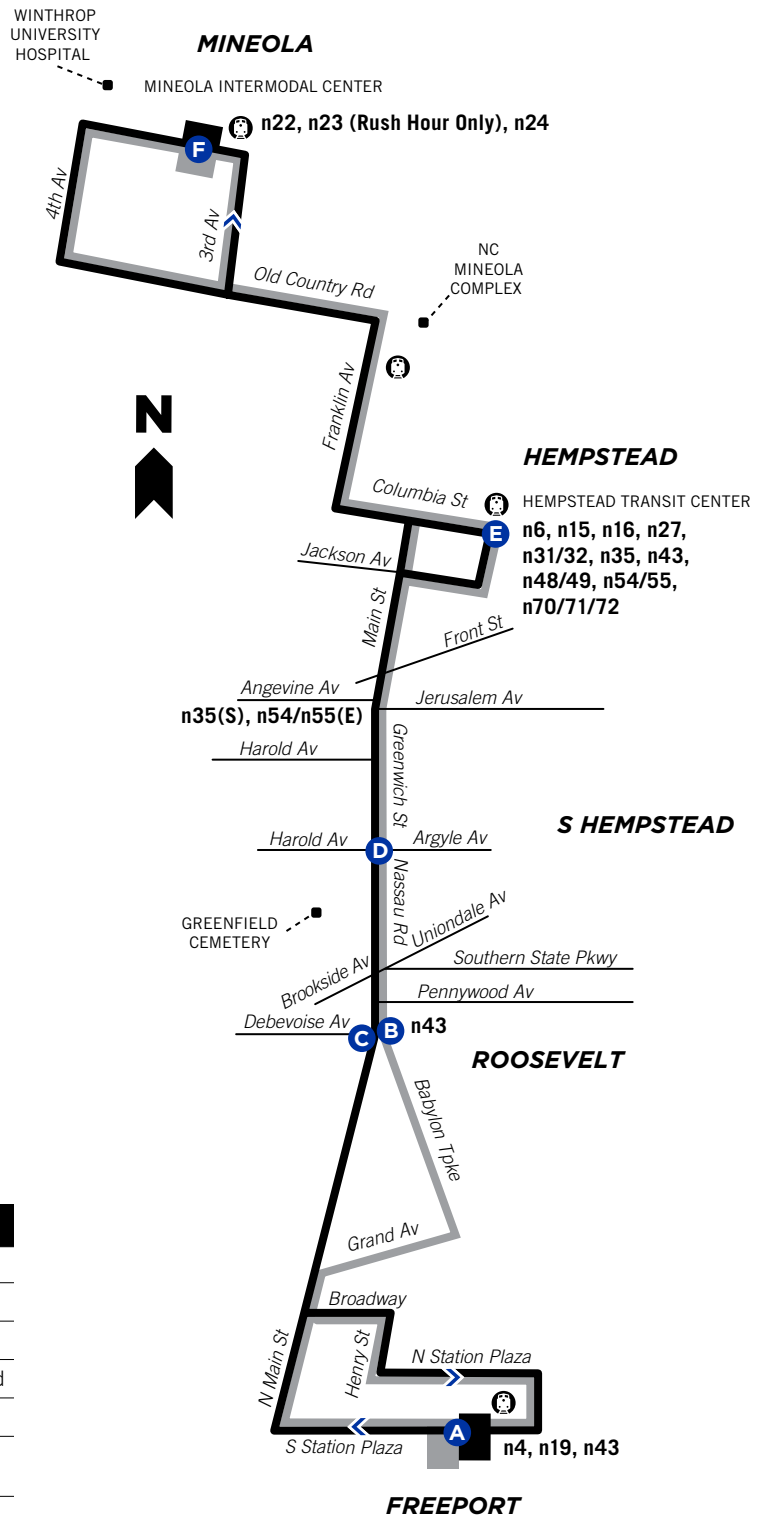 WINTHROP
UNIVERSITY
HOSPITAL
MINEOLA
MINEOLA INTERMODAL CENTER
n22, n23 (Rush Hour Only), n24
F
4th Av
3rd Av
Old Country Rd
NC
MINEOLA
COMPLEX
Franklin Av
N
HEMPSTEAD
Columbia St
HEMPSTEAD TRANSIT CENTER
E
n6, n15, n16, n27,
n31/32, n35, n43,
n48/49, n54/55,
n70/71/72
Jackson Av
Main St
Front St
Angevine Av
Jerusalem Av
n35(S), n54/n55(E)
Harold Av
Greenwich St
S HEMPSTEAD
Harold Av
D
Argyle Av
Nassau Rd
GREENFIELD
CEMETERY
Uniondale Av
Brookside Av
Southern State Pkwy
Pennywood Av
Debevoise Av
C
B
n43
ROOSEVELT
Babylon Tpke
Grand Av
Broadway
N Main St
Henry St
N Station Plaza
S Station Plaza
A
n4, n19, n43
FREEPORT